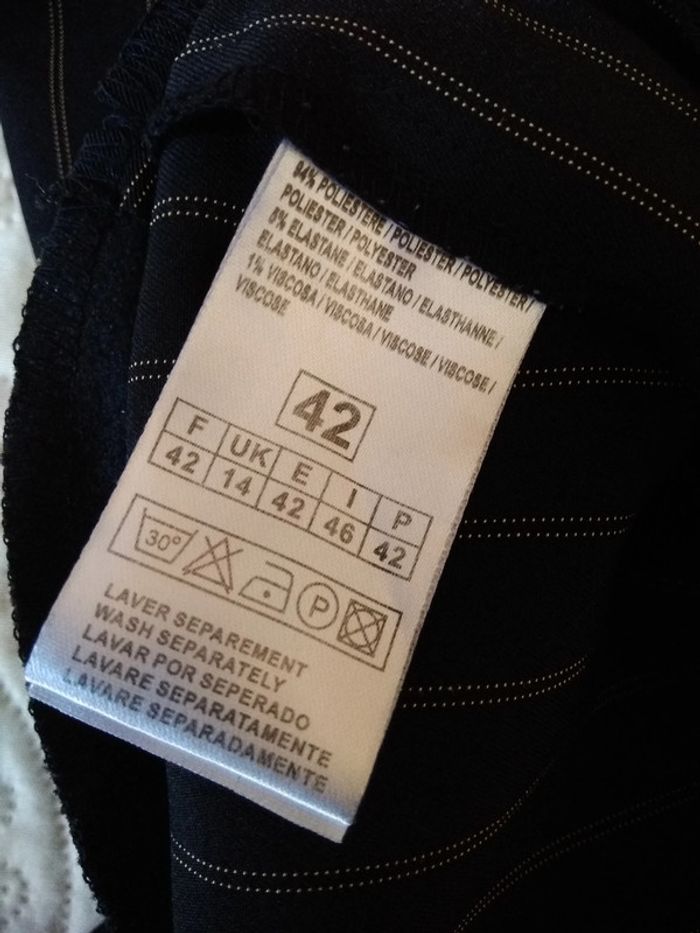 94% POLIESTERE / POLIESTER / POLYESTER /
POLIESTER / POLYESTER
5% ELASTANE / ELASTANO / ELASTHANNE /
ELASTANO / ELASTHANE
1% VISCOSA / VISCOSA / VISCOSE / VISCOSE /
VISCOSE
42
F UK E I P
42 14 42 46 42
30° P
LAVER SEPAREMENT
WASH SEPARATELY
LAVAR POR SEPERADO
LAVARE SEPARATAMENTE
LAVARE SEPARADAMENTE